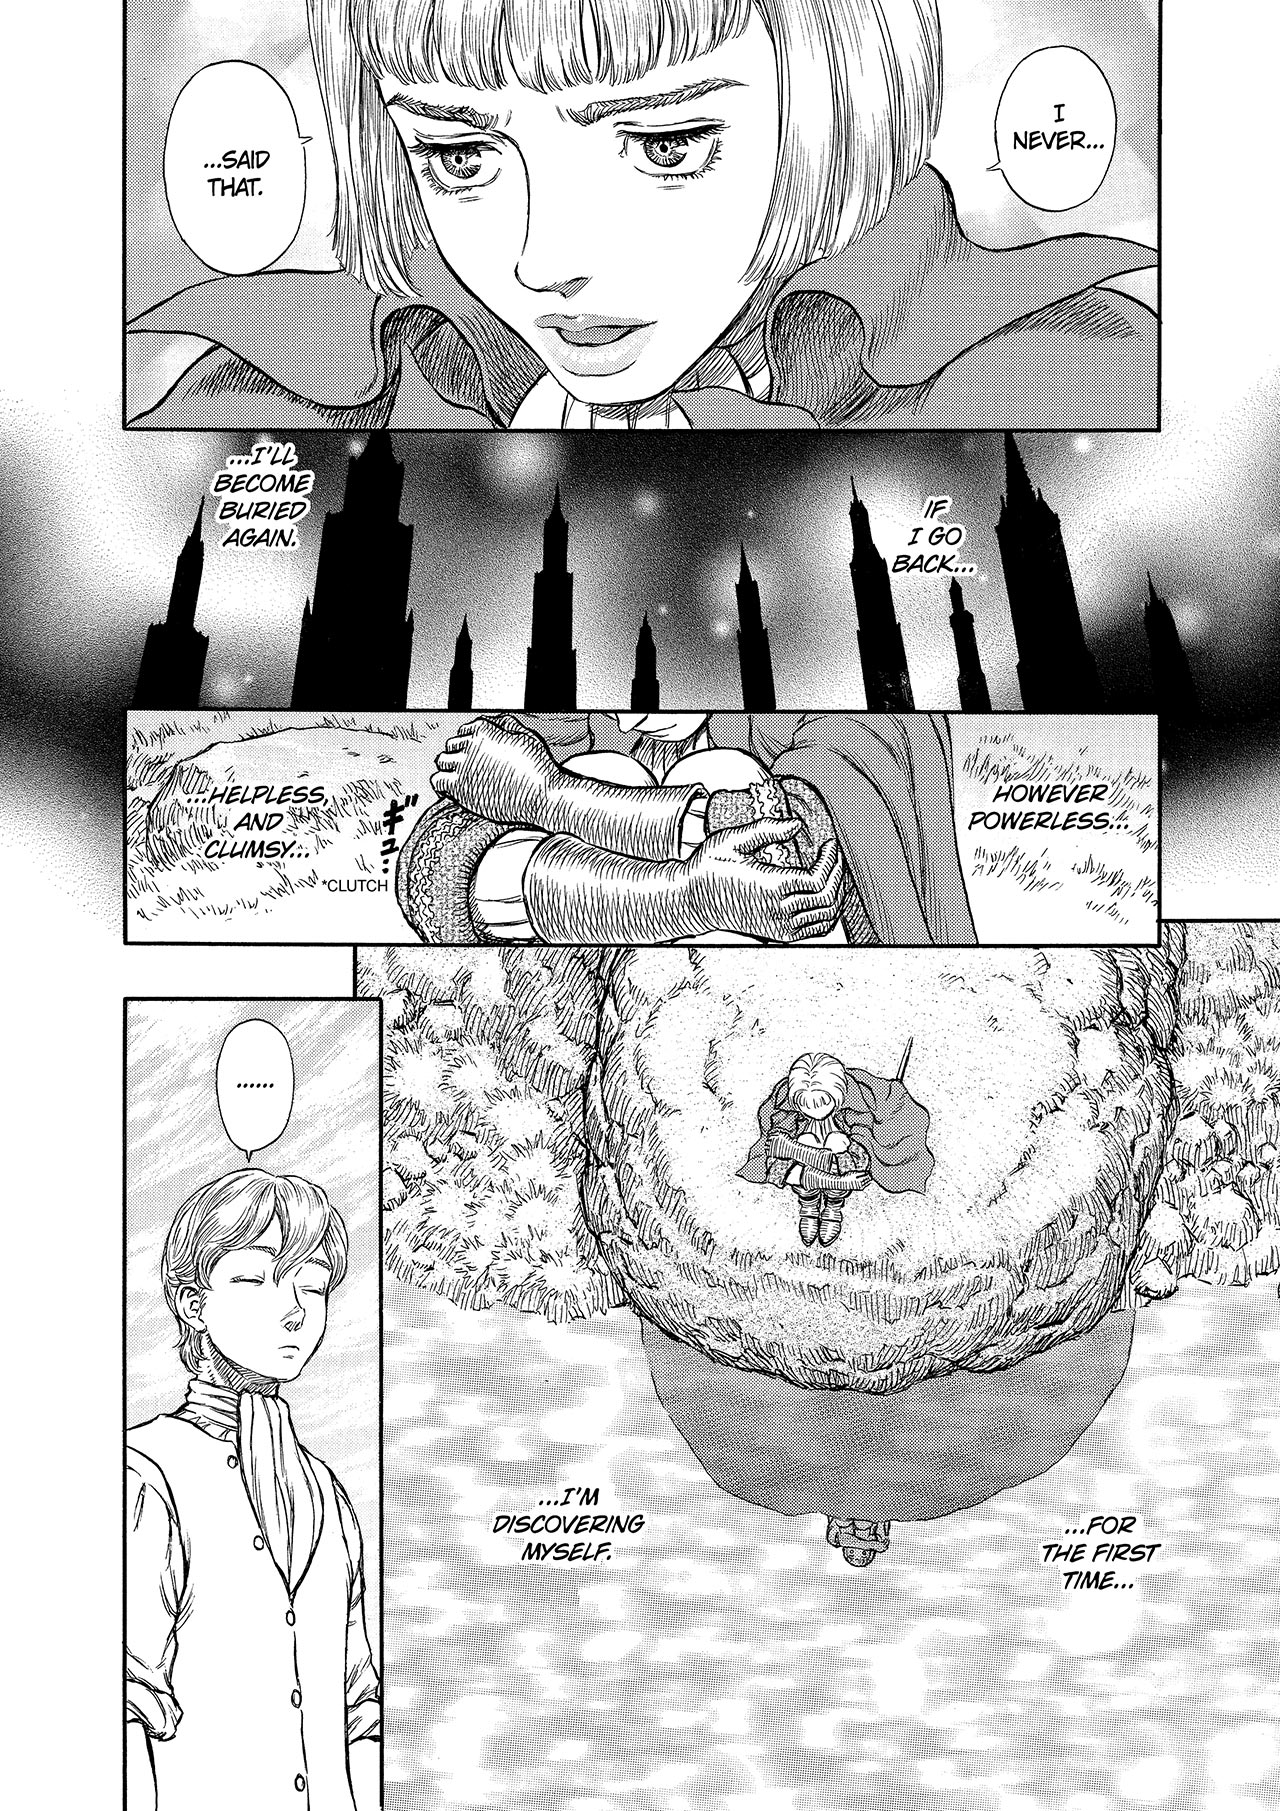 I
NEVER...
...SAID
THAT.
IF
I GO
BACK...
...I'LL
BECOME
BURIED
AGAIN.
HOWEVER
POWERLESS...
ギュ...
*CLUTCH
...HELPLESS,
AND
CLUMSY...
...FOR
THE FIRST
TIME...
...I'M
DISCOVERING
MYSELF.
.......